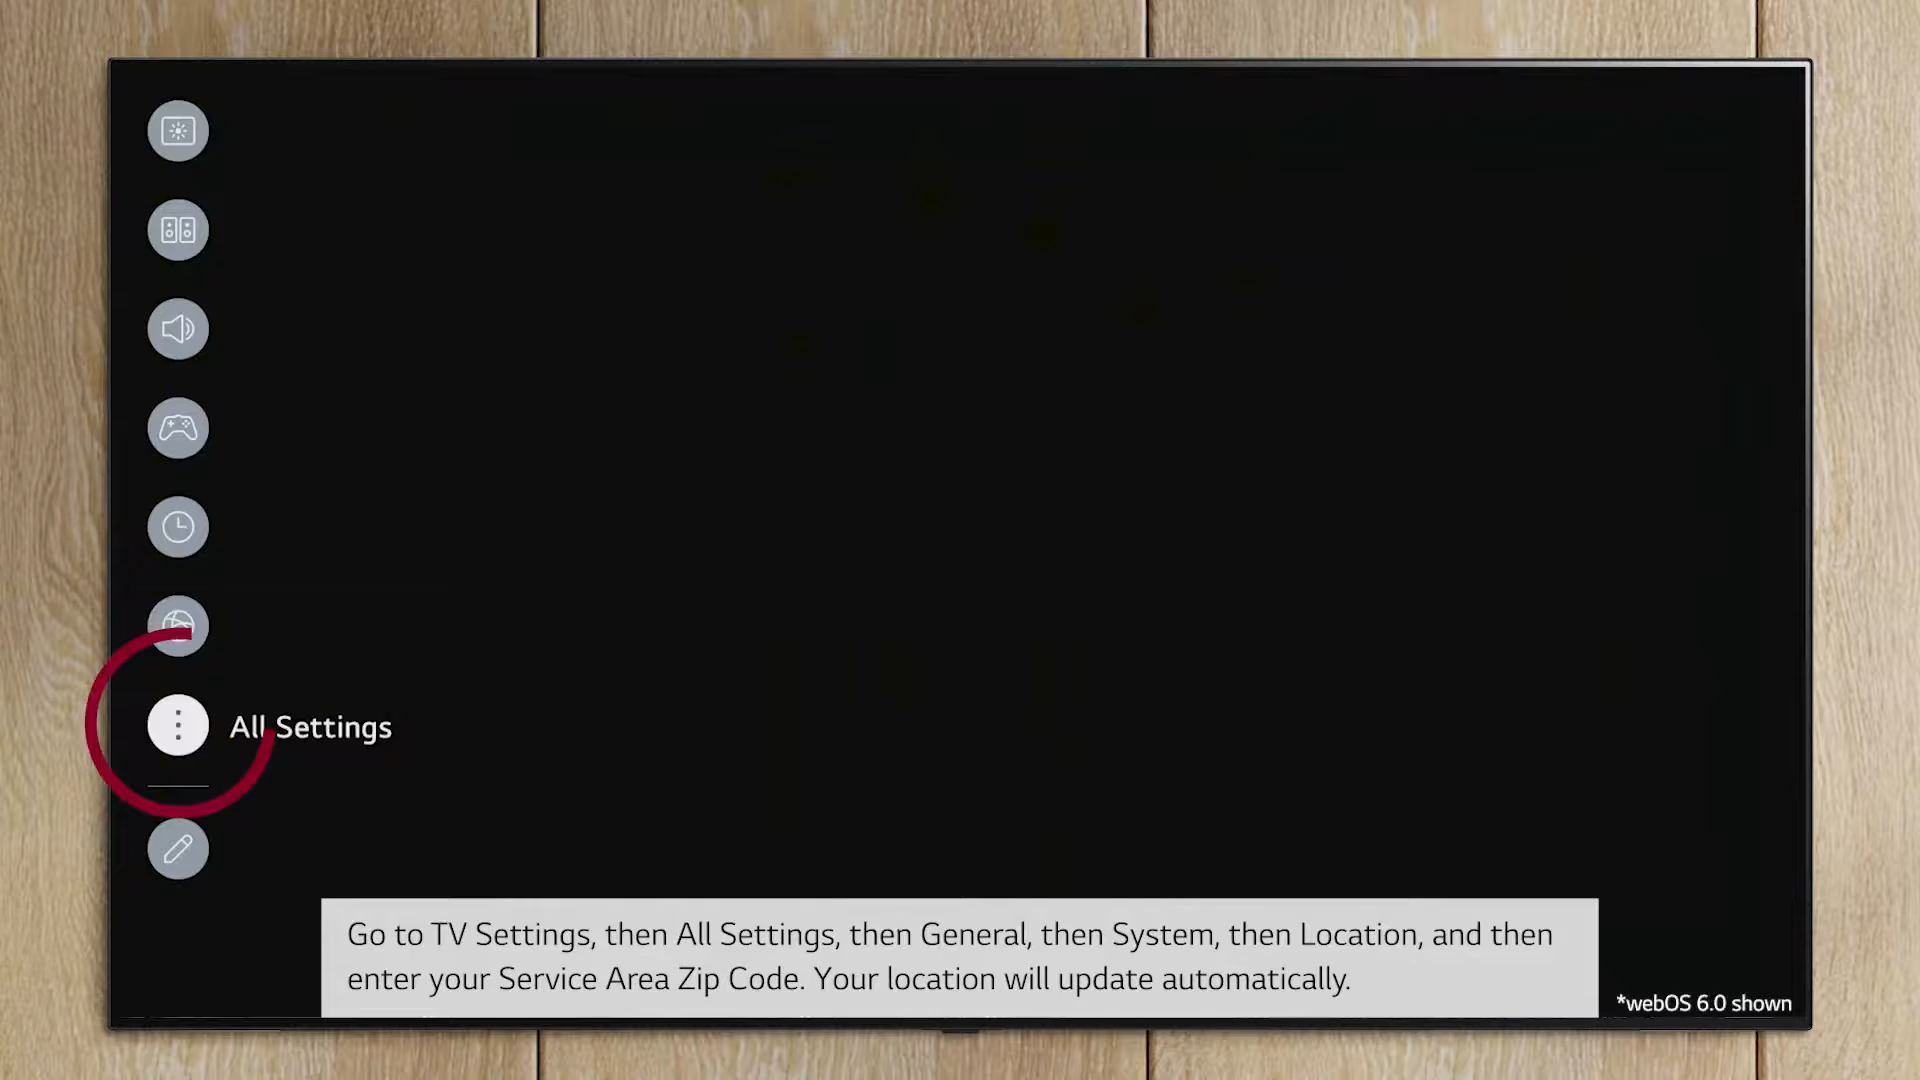 All Settings
Go to TV Settings, then All Settings, then General, then System, then Location, and then
enter your Service Area Zip Code. Your location will update automatically.
*webOS 6.0 shown